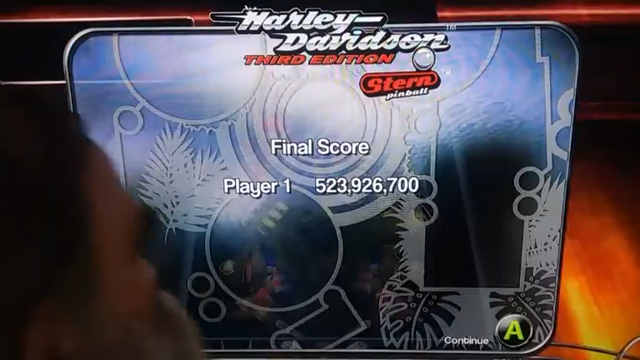 Harley-
Davidson
THIRD EDITION
Stern
pinball
Final Score
Player 1 523,926,700
Continue A